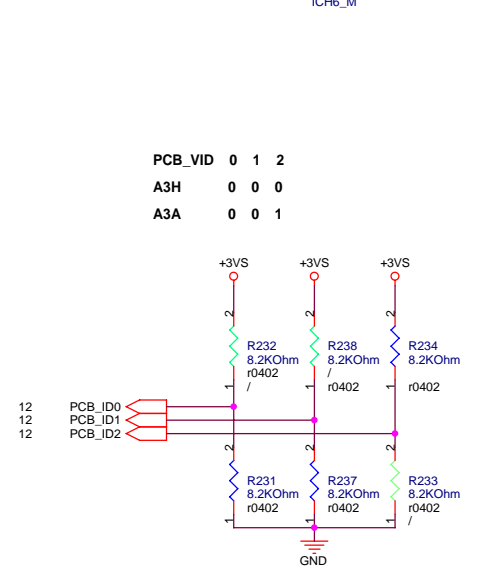 ICH6_M
PCB_VID 0 1 2
A3H 0 0 0
A3A 0 0 1
+3VS +3VS +3VS
2 2 2
R232 R238 R234
8.2KOhm 8.2KOhm 8.2KOhm
r0402 /
1 / 1 r0402 1 r0402
12 PCB_ID0
12 PCB_ID1
12 PCB_ID2
2 2 2
R231 R237 R233
8.2KOhm 8.2KOhm 8.2KOhm
r0402 r0402 r0402
1 1 1 /
GND